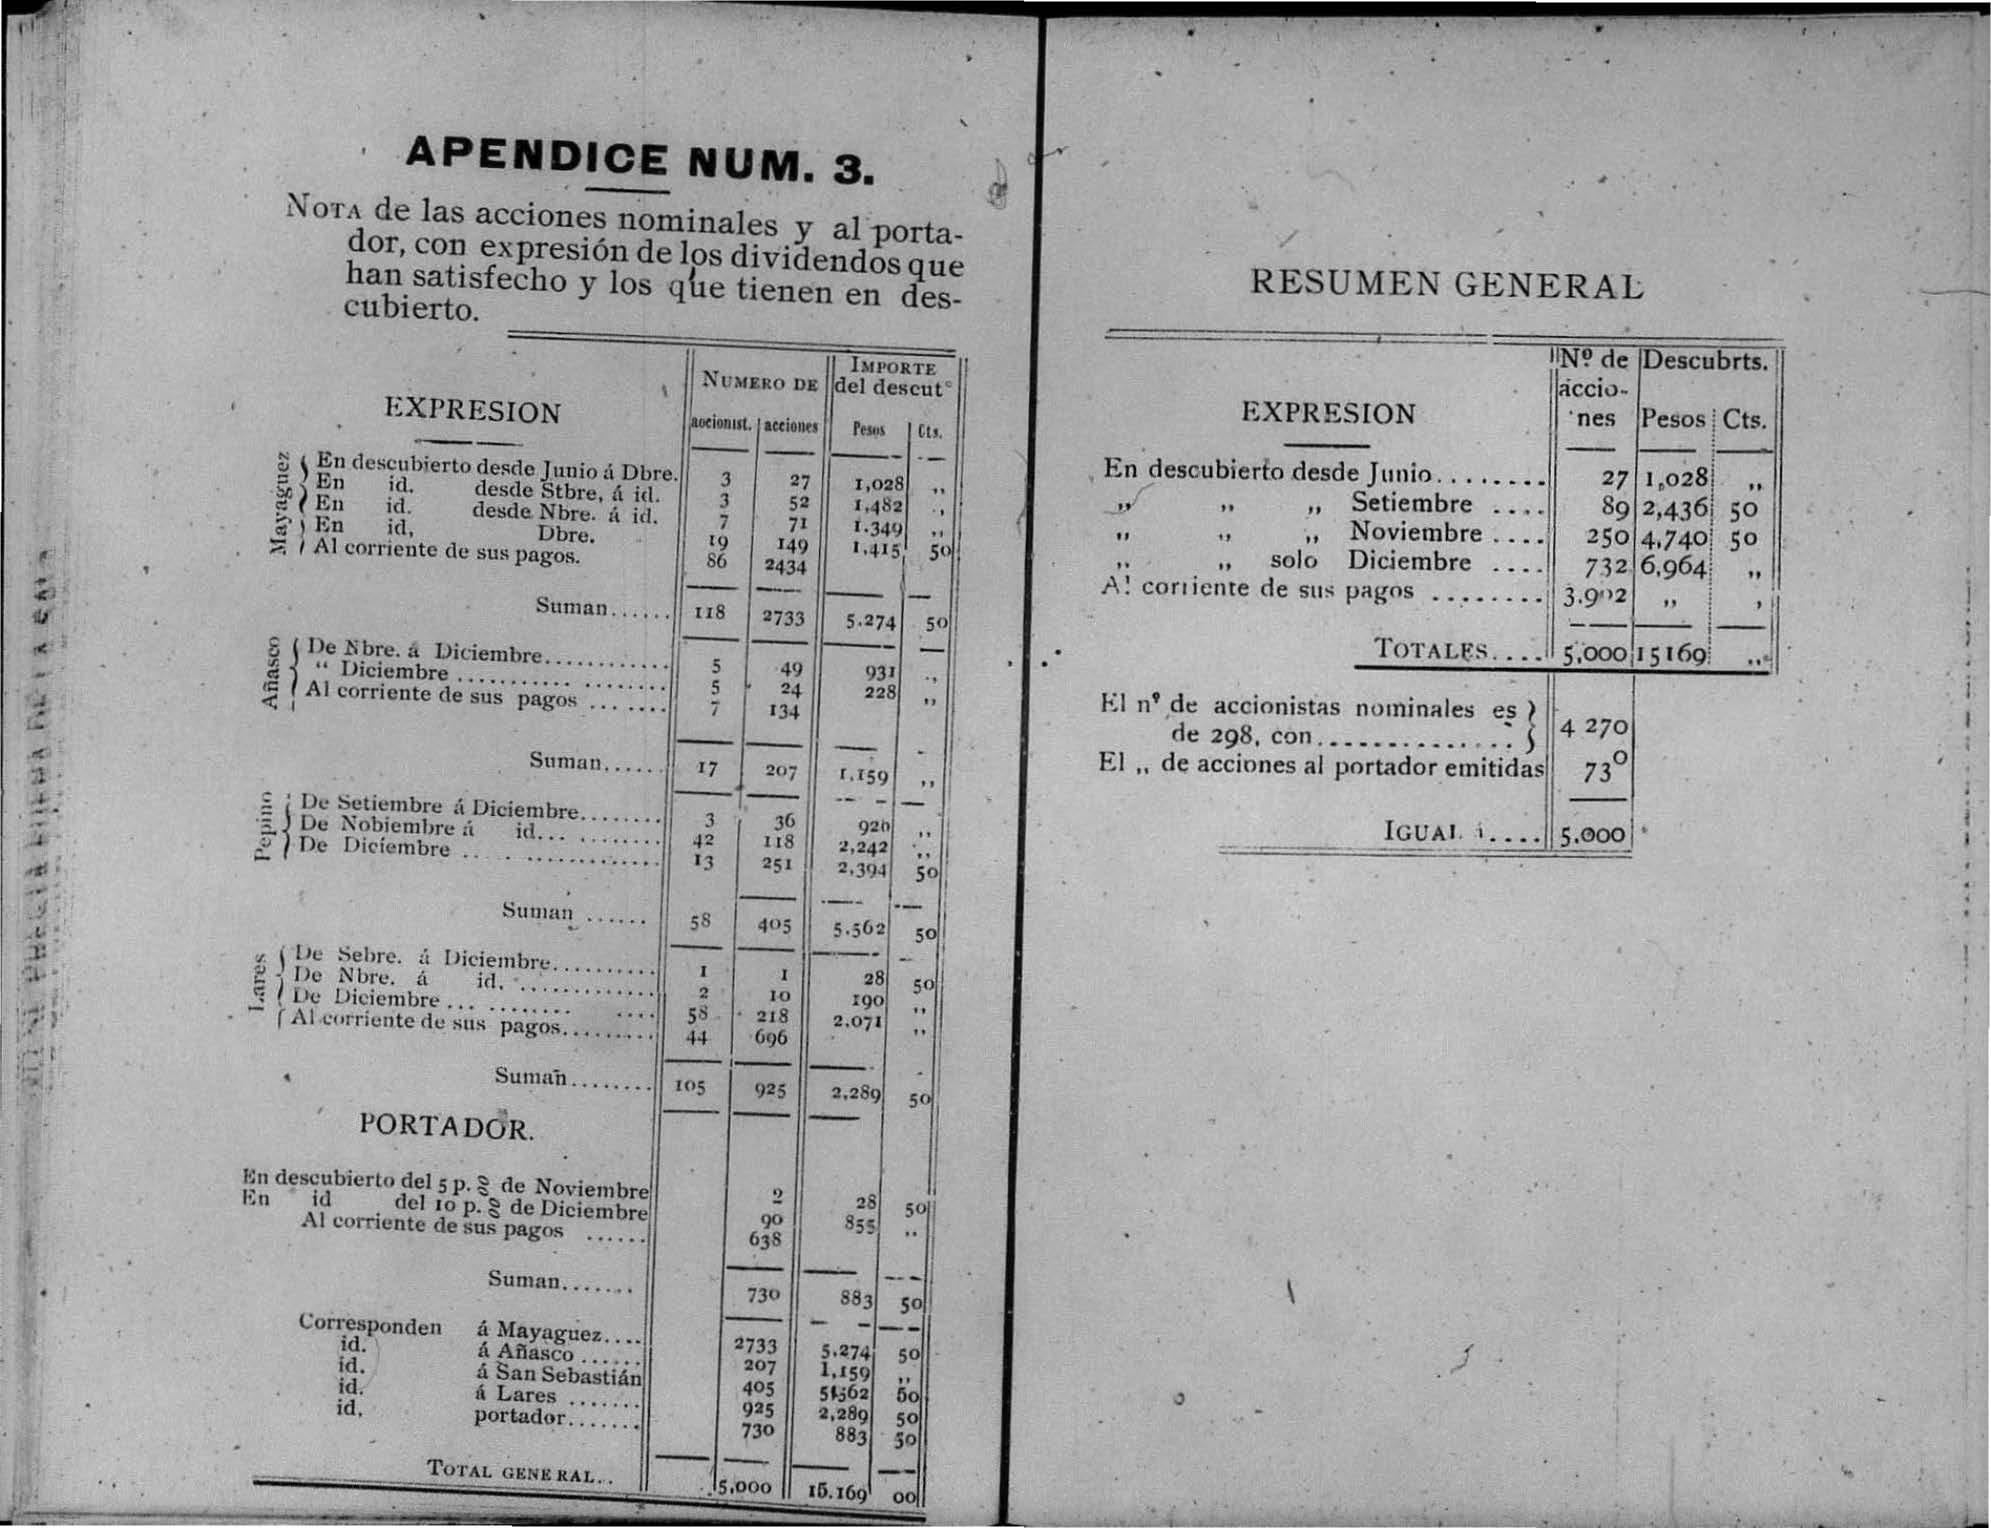 APENDICE NUM. 3.
NOTA de las acciones nominales y al porta-
dor, con expresión de los dividendos que
han satisfecho y los que tienen en des-
cubierto.
EXPRESION
NUMERO DE
IMPORTE
del descutº
accionist. acciones Pesos Cts.
Mayagüez
En descubierto desde Junio á Dbre. 3 27 1,028 ,,
En id. desde Stbre, á id. 3 52 1,482 ,,
En id. desde Nbre. á id. 7 71 1.349 ,,
En id, Dbre. 19 149 1,415 50
Al corriente de sus pagos. 86 2434
Suman...... 118 2733 5.274 50
Añasco
De Nbre. á Diciembre............ 5 49 931 ,,
“ Diciembre .................... 5 24 228 ,,
Al corriente de sus pagos ....... 7 134
Suman...... 17 207 1.159 ,,
Pepino
De Setiembre á Diciembre........ 3 36 926 ,,
De Nobiembre á id........... 42 118 2,242 ,,
De Diciembre .................. 13 251 2,394 50
Suman ...... 58 405 5.562 50
Lares
De Sebre. á Diciembre........... 1 1 28 50
De Nbre. á id. .............. 2 10 190 ,,
De Diciembre ............... 58 218 2.071 ,,
Al corriente de sus pagos......... 44 696
Suman........ 105 925 2,289 50
PORTADOR.
En descubierto del 5 p.% de Noviembre 2 28 50
En id del 10 p.% de Diciembre 90 855 ,,
Al corriente de sus pagos ...... 638
Suman....... 730 883 50
Corresponden á Mayaguez.... 2733 5.274 50
id. á Añasco ...... 207 1,159 ,,
id. á San Sebastián 405 5,562 50
id. á Lares ....... 925 2,289 50
id. portador....... 730 883 50
TOTAL GENERAL.. 5,000 15.169 00
RESUMEN GENERAL
EXPRESION
Nº de
accio-
nes
Descubrts.
Pesos Cts.
En descubierto desde Junio........ 27 1,028 ,,
,, ,, ,, Setiembre .... 89 2,436 50
,, ,, ,, Noviembre .... 250 4,740 50
,, ,, solo Diciembre .... 732 6,964 ,,
Al corriente de sus pagos ........ 3.902 ,, ,
TOTALES.... 5,000 15169 ,,
El nº de accionistas nominales es
de 298, con.............. 4 270
El ,, de acciones al portador emitidas 730
IGUAL á.... 5.000